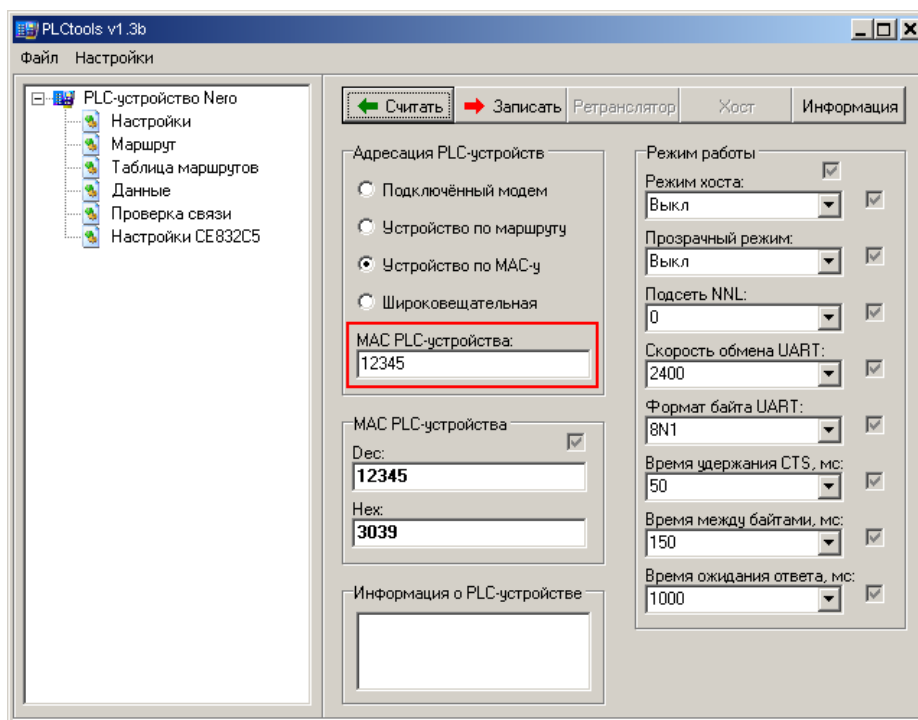 PLCtools v1.3b
Файл Настройки
PLC-устройство Nero
Настройки
Маршрут
Таблица маршрутов
Данные
Проверка связи
Настройки CE832C5
Считать Записать Ретранслятор Хост Информация
Адресация PLC-устройств
Подключённый модем
Устройство по маршруту
Устройство по MAC-у
Широковещательная
MAC PLC-устройства:
12345
MAC PLC-устройства
Dec:
12345
Hex:
3039
Информация о PLC-устройстве
Режим работы
Режим хоста:
Выкл
Прозрачный режим:
Выкл
Подсеть NNL:
0
Скорость обмена UART:
2400
Формат байта UART:
8N1
Время удержания CTS, мс:
50
Время между байтами, мс:
150
Время ожидания ответа, мс:
1000